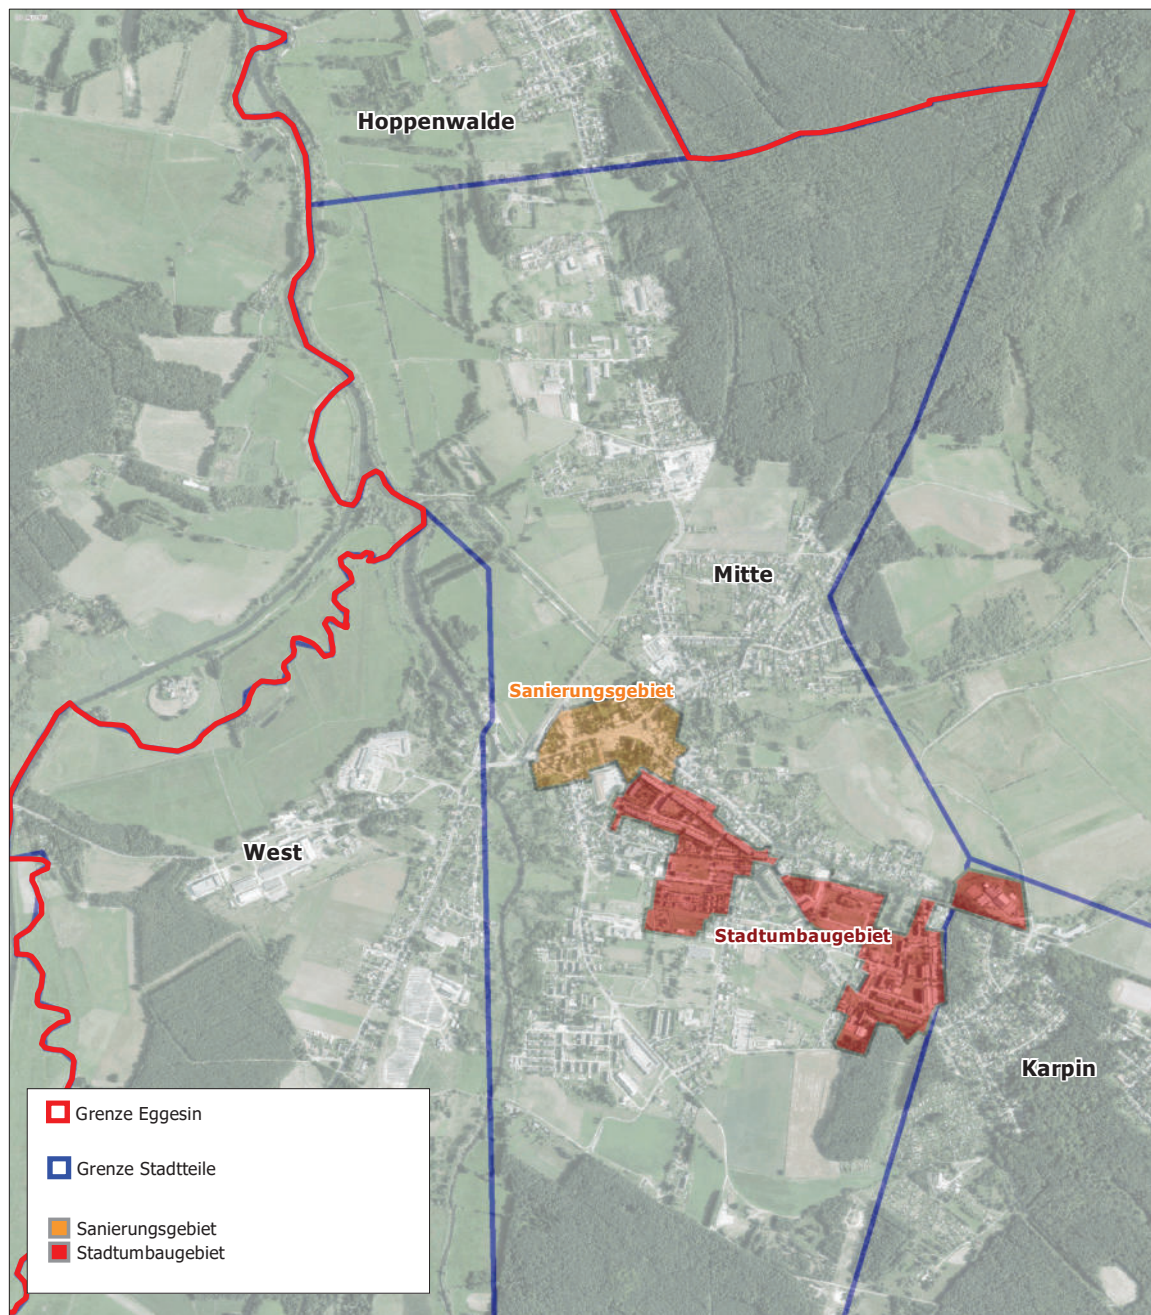 Hoppenwalde
Mitte
Sanierungsgebiet
West
Stadtumbaugebiet
Karpin
Grenze Eggesin
Grenze Stadtteile
Sanierungsgebiet
Stadtumbaugebiet